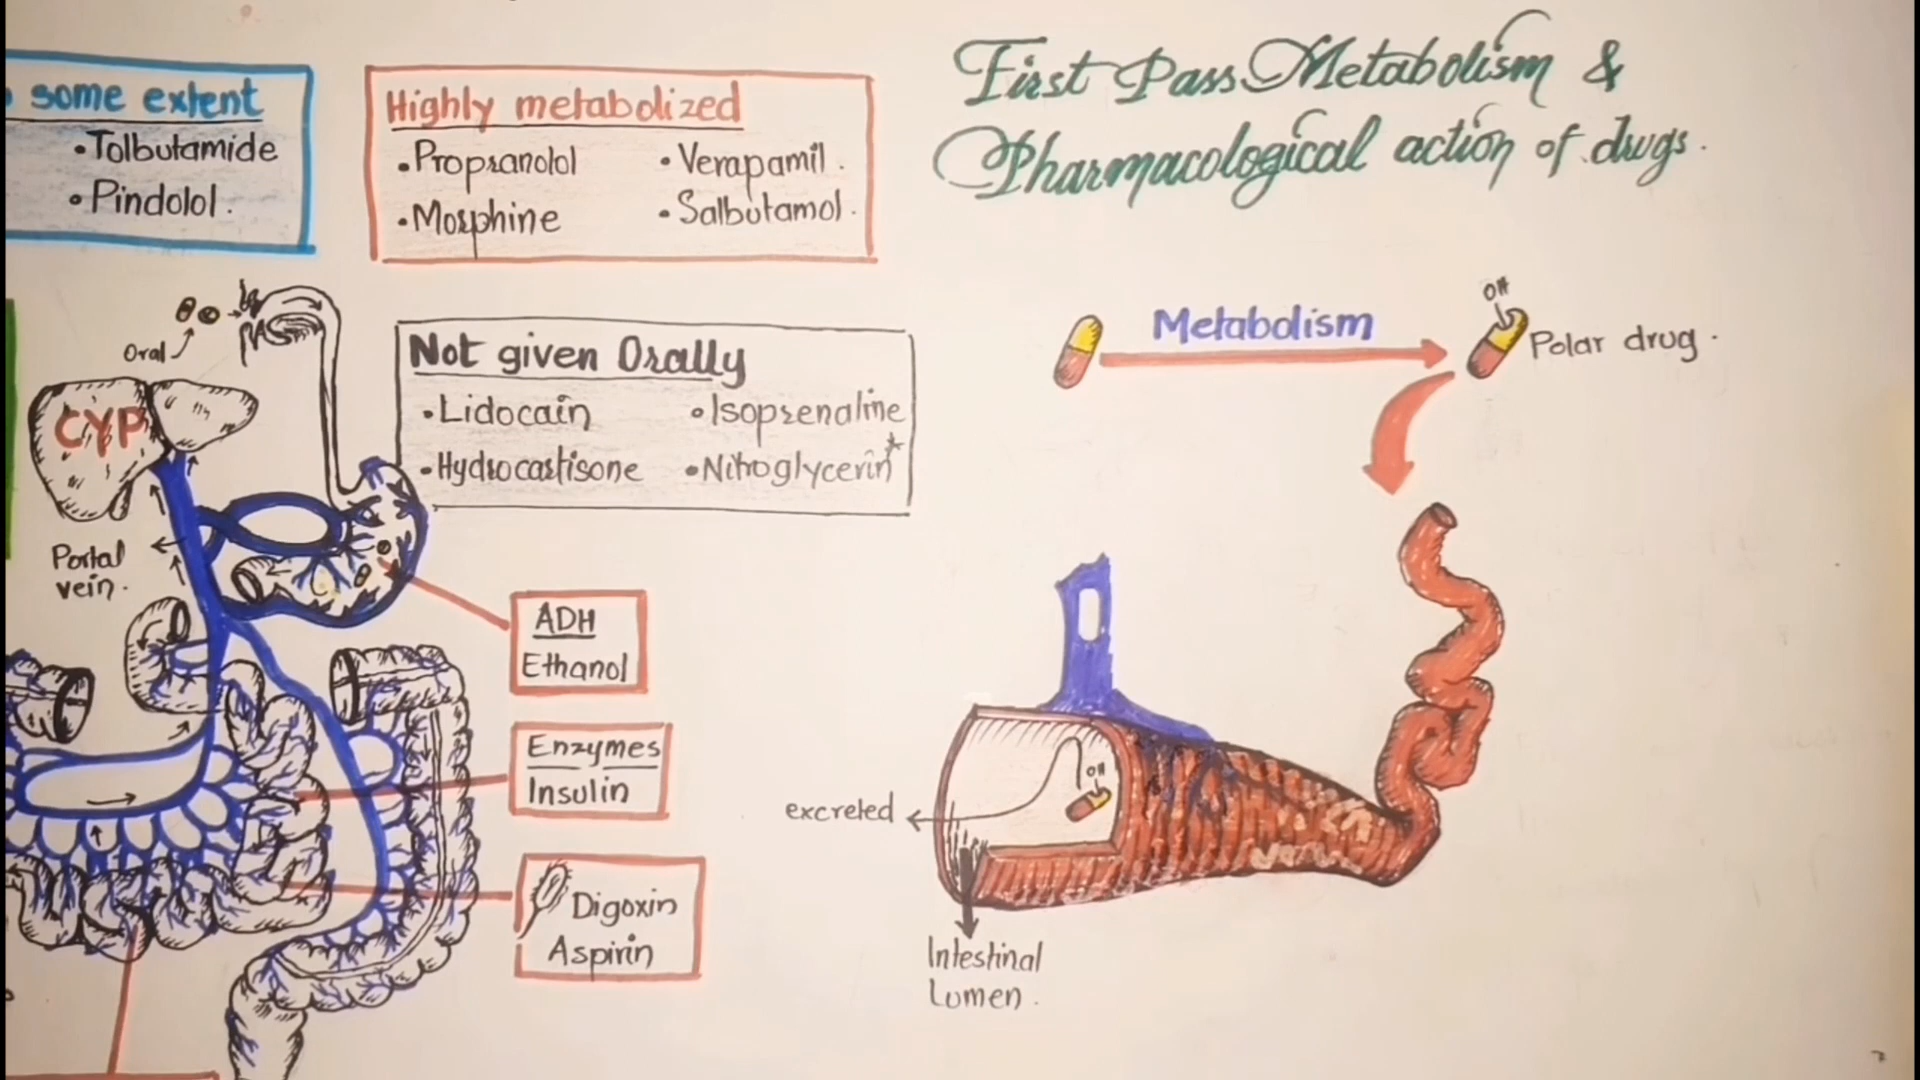 some extent
•Tolbutamide
•Pindolol.
Highly metabolized
•Propranolol
•Verapamil.
•Morphine
•Salbutamol.
First Pass Metabolism &
Pharmacological action of drugs.
Oral
CYP
Not given Orally
•Lidocain
•Isoprenaline
•Hydrocortisone
•Nitroglycerin*
Metabolism
OH
Polar drug.
Portal
vein.
ADH
Ethanol
Enzymes
Insulin
Digoxin
Aspirin
OH
excreted
Intestinal
Lumen.